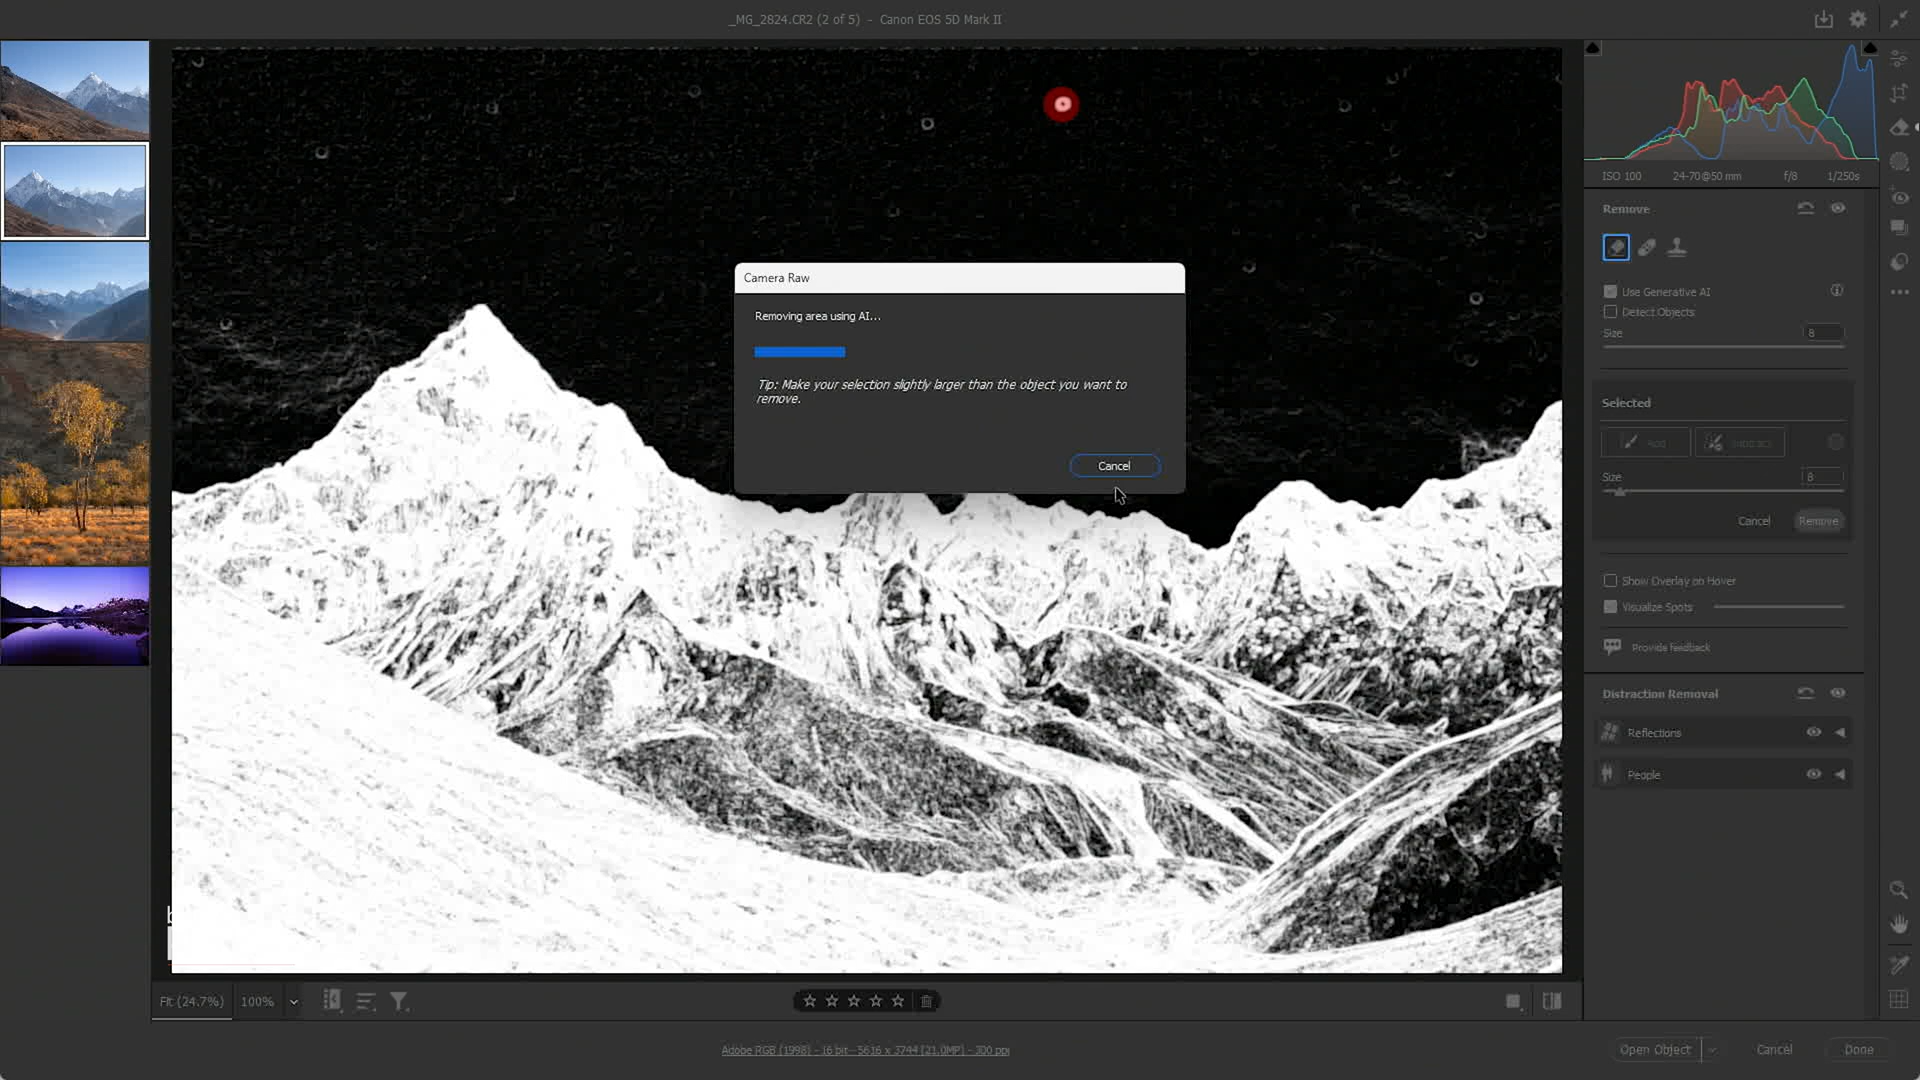 _MG_2824.CR2 (2 of 5) - Canon EOS 5D Mark II
ISO 100 24-70@50 mm f/8 1/250s
Remove
Use Generative AI
Detect Objects
Size 8
Selected
Add Subtract
Size 8
Cancel Remove
Show Overlay on Hover
Visualize Spots
Provide feedback
Distraction Removal
Reflections
People
Camera Raw
Removing area using AI...
Tip: Make your selection slightly larger than the object you want to
remove.
Cancel
Fit (24.7%) 100%
Adobe RGB (1998) - 16 bit - 5616 x 3744 (21.0MP) - 300 ppi
Open Object Cancel Done